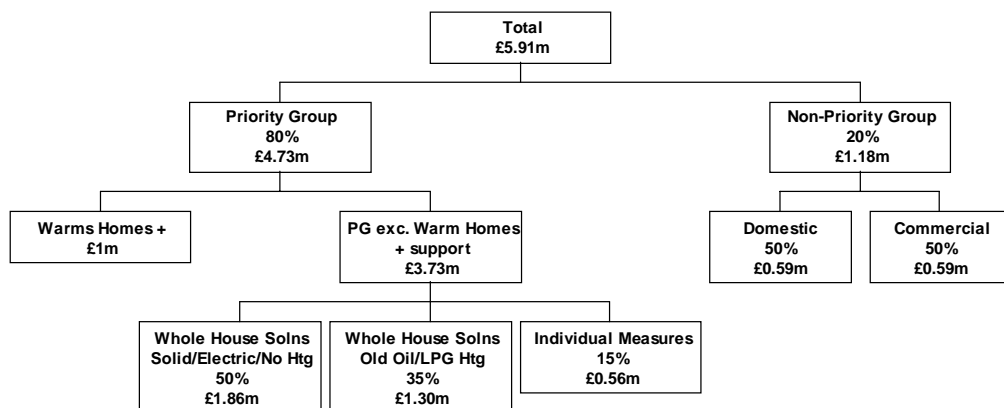 Total
£5.91m
Priority Group
80%
£4.73m
Non-Priority Group
20%
£1.18m
Warms Homes +
£1m
PG exc. Warm Homes
+ support
£3.73m
Domestic
50%
£0.59m
Commercial
50%
£0.59m
Whole House Solns
Solid/Electric/No Htg
50%
£1.86m
Whole House Solns
Old Oil/LPG Htg
35%
£1.30m
Individual Measures
15%
£0.56m